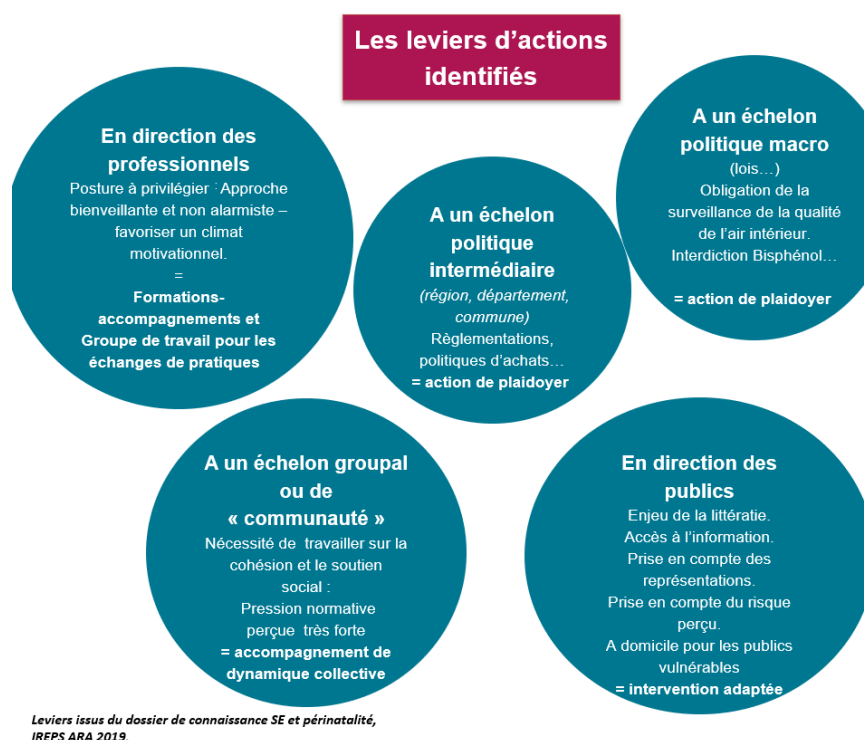 Les leviers d'actions
identifiés
En direction des
professionnels
Posture à privilégier : Approche
bienveillante et non alarmiste –
favoriser un climat
motivationnel.
=
Formations-
accompagnements et
Groupe de travail pour les
échanges de pratiques
A un échelon
politique
intermédiaire
(région, département,
commune)
Règlementations,
politiques d'achats…
= action de plaidoyer
A un échelon
politique macro
(lois…)
Obligation de la
surveillance de la qualité
de l'air intérieur.
Interdiction Bisphénol…
= action de plaidoyer
A un échelon groupal
ou de
« communauté »
Nécessité de travailler sur la
cohésion et le soutien
social :
Pression normative
perçue très forte
= accompagnement de
dynamique collective
En direction des
publics
Enjeu de la littératie.
Accès à l'information.
Prise en compte des
représentations.
Prise en compte du risque
perçu.
A domicile pour les publics
vulnérables
= intervention adaptée
Leviers issus du dossier de connaissance SE et périnatalité,
IREPS ARA 2019.